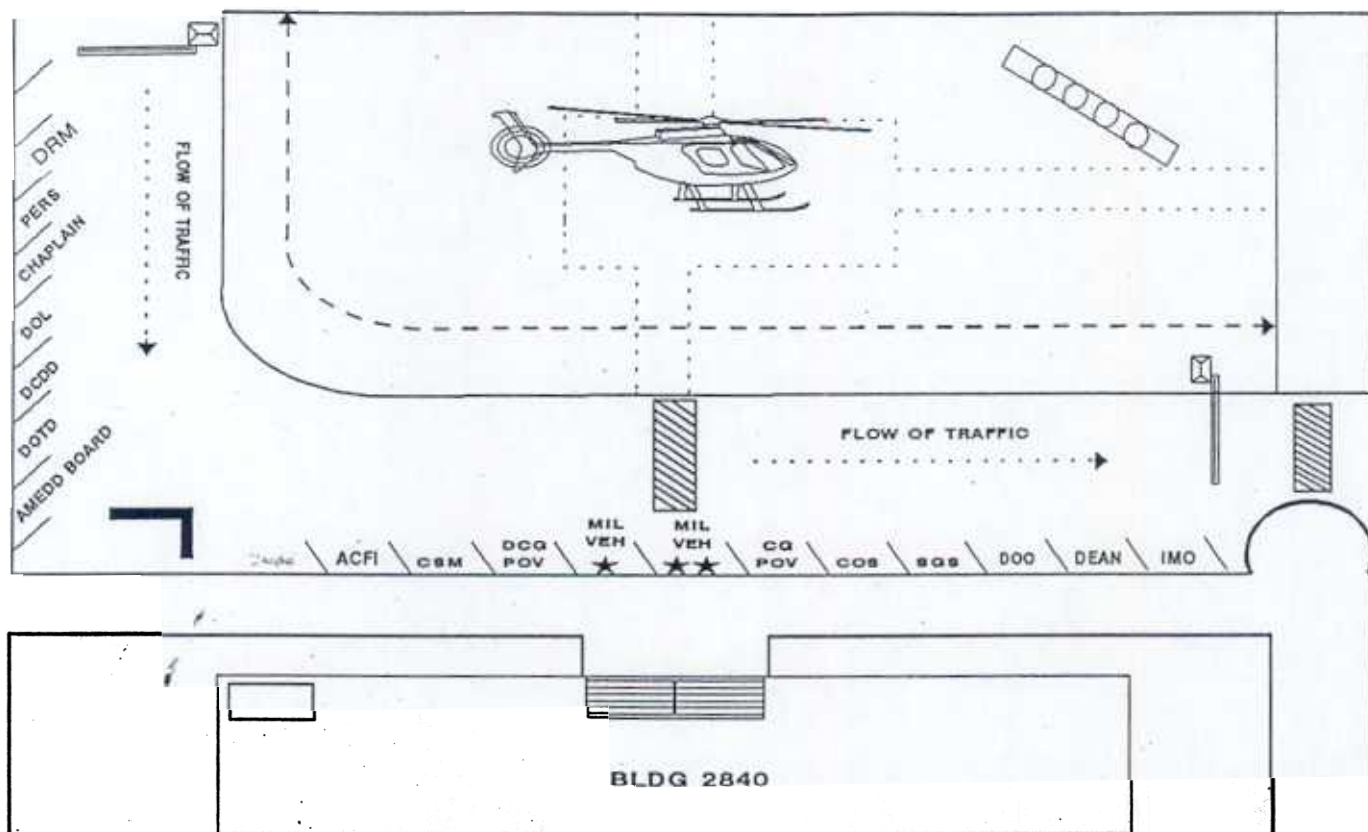 DRM
PERS
CHAPLAIN
DOL
DCDD
DOTD
AMEDD BOARD
FLOW OF TRAFFIC
FLOW OF TRAFFIC
ACFI
CSM
DCG
POV
MIL
VEH
MIL
VEH
CG
POV
COS
SGS
DOO
DEAN
IMO
BLDG 2840